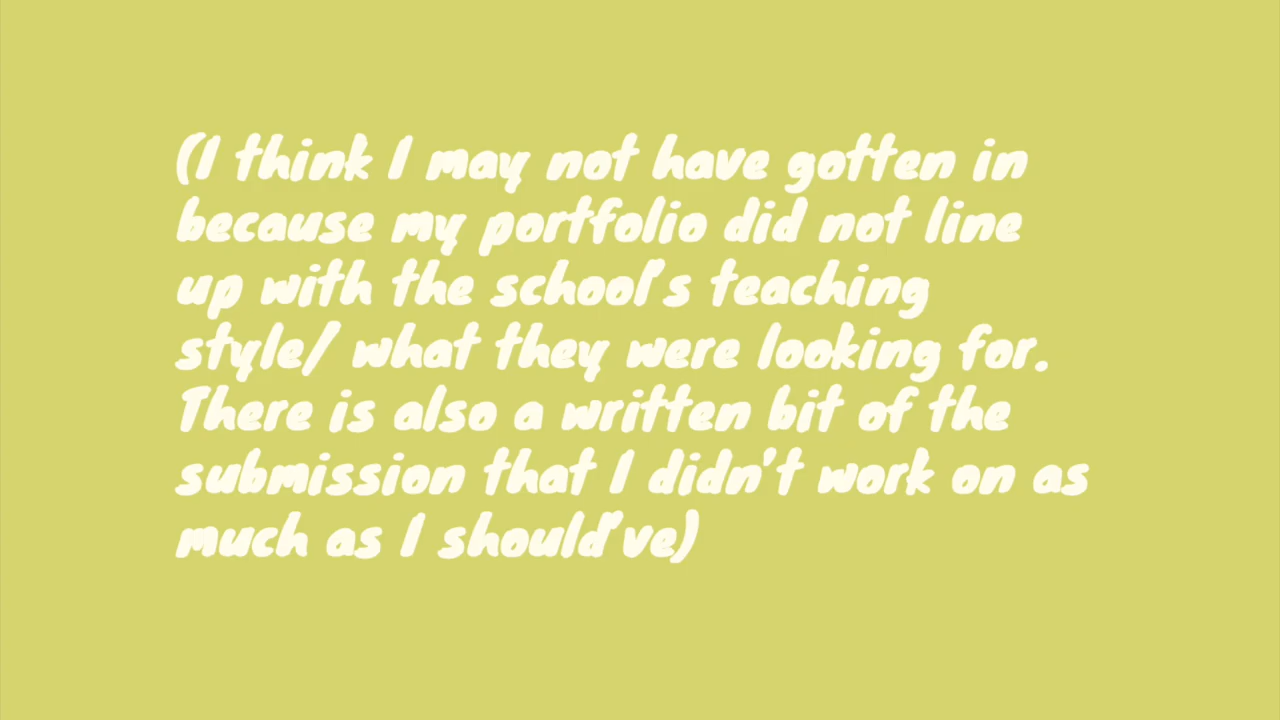 (I think I may not have gotten in
because my portfolio did not line
up with the school's teaching
style/ what they were looking for.
There is also a written bit of the
submission that I didn't work on as
much as I should've)